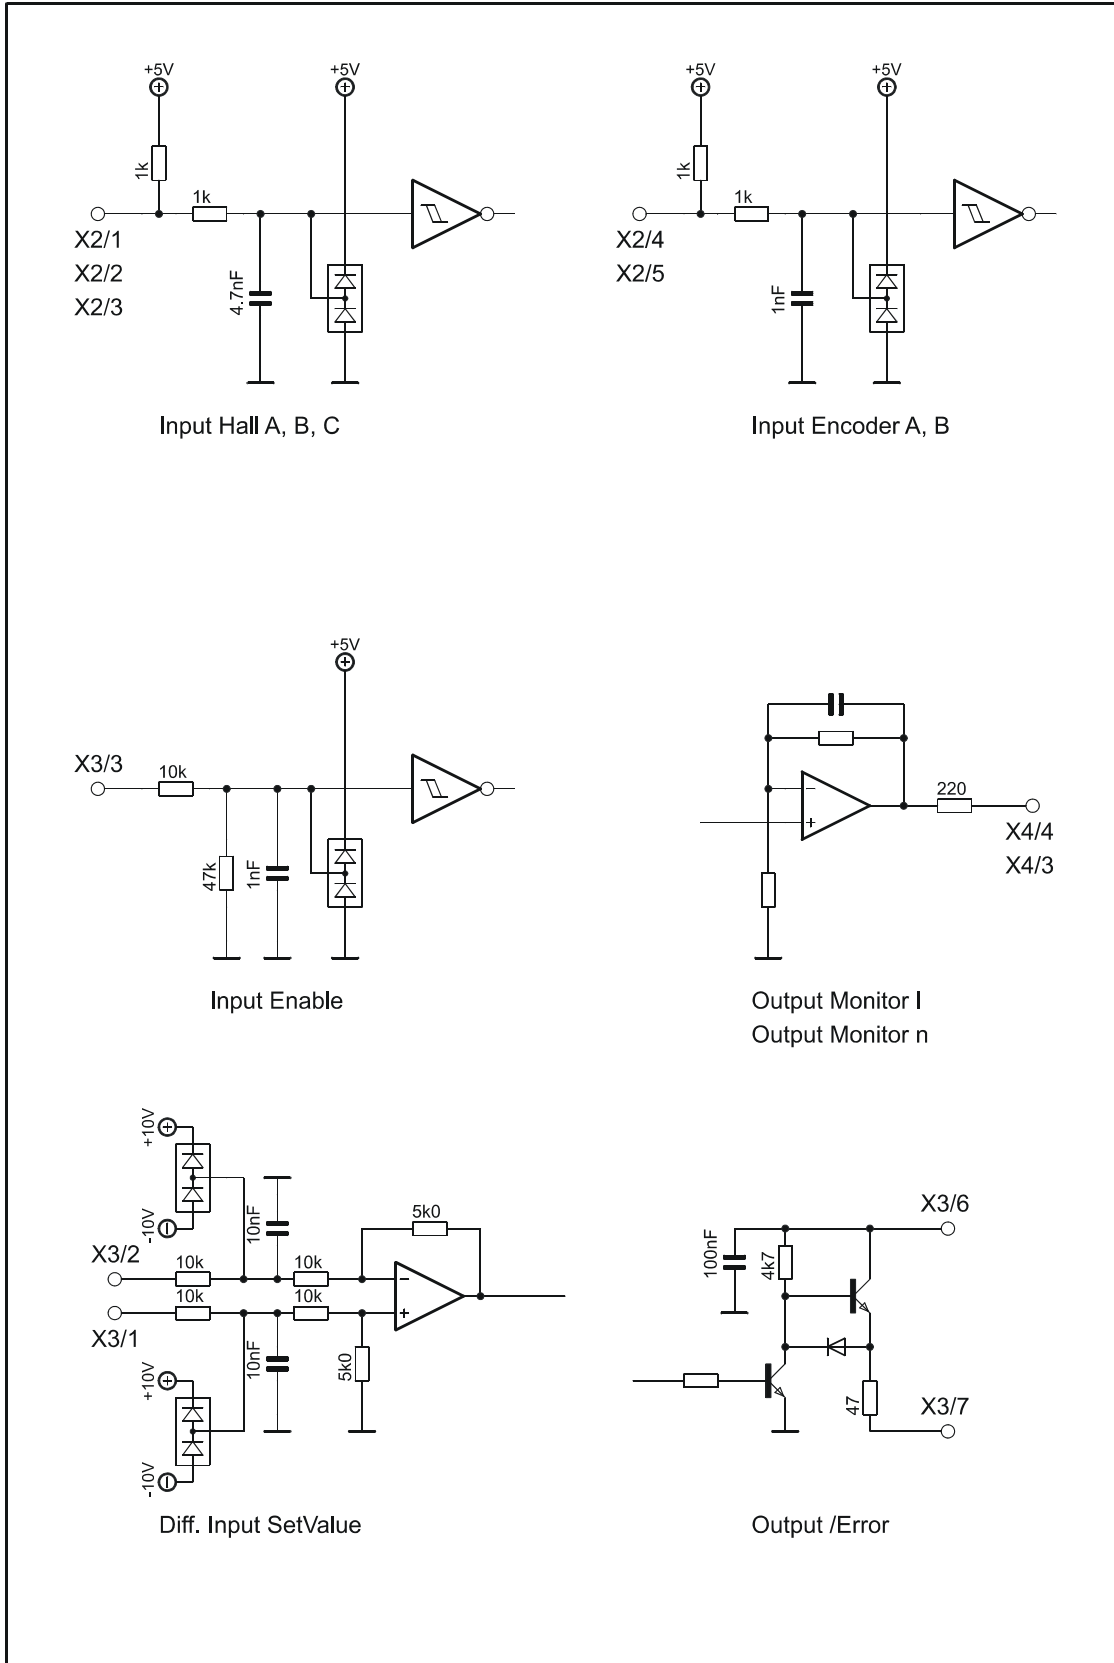 +5V
1k
1k
X2/1
X2/2
X2/3
4.7nF
+5V
Input Hall A, B, C
+5V
1k
1k
X2/4
X2/5
1nF
+5V
Input Encoder A, B
X3/3
10k
47k
1nF
+5V
Input Enable
220
X4/4
X4/3
Output Monitor I
Output Monitor n
+10V
-10V
10nF
5k0
X3/2
10k
10k
X3/1
10k
10k
10nF
5k0
+10V
-10V
Diff. Input SetValue
X3/6
100nF
4k7
47
X3/7
Output /Error